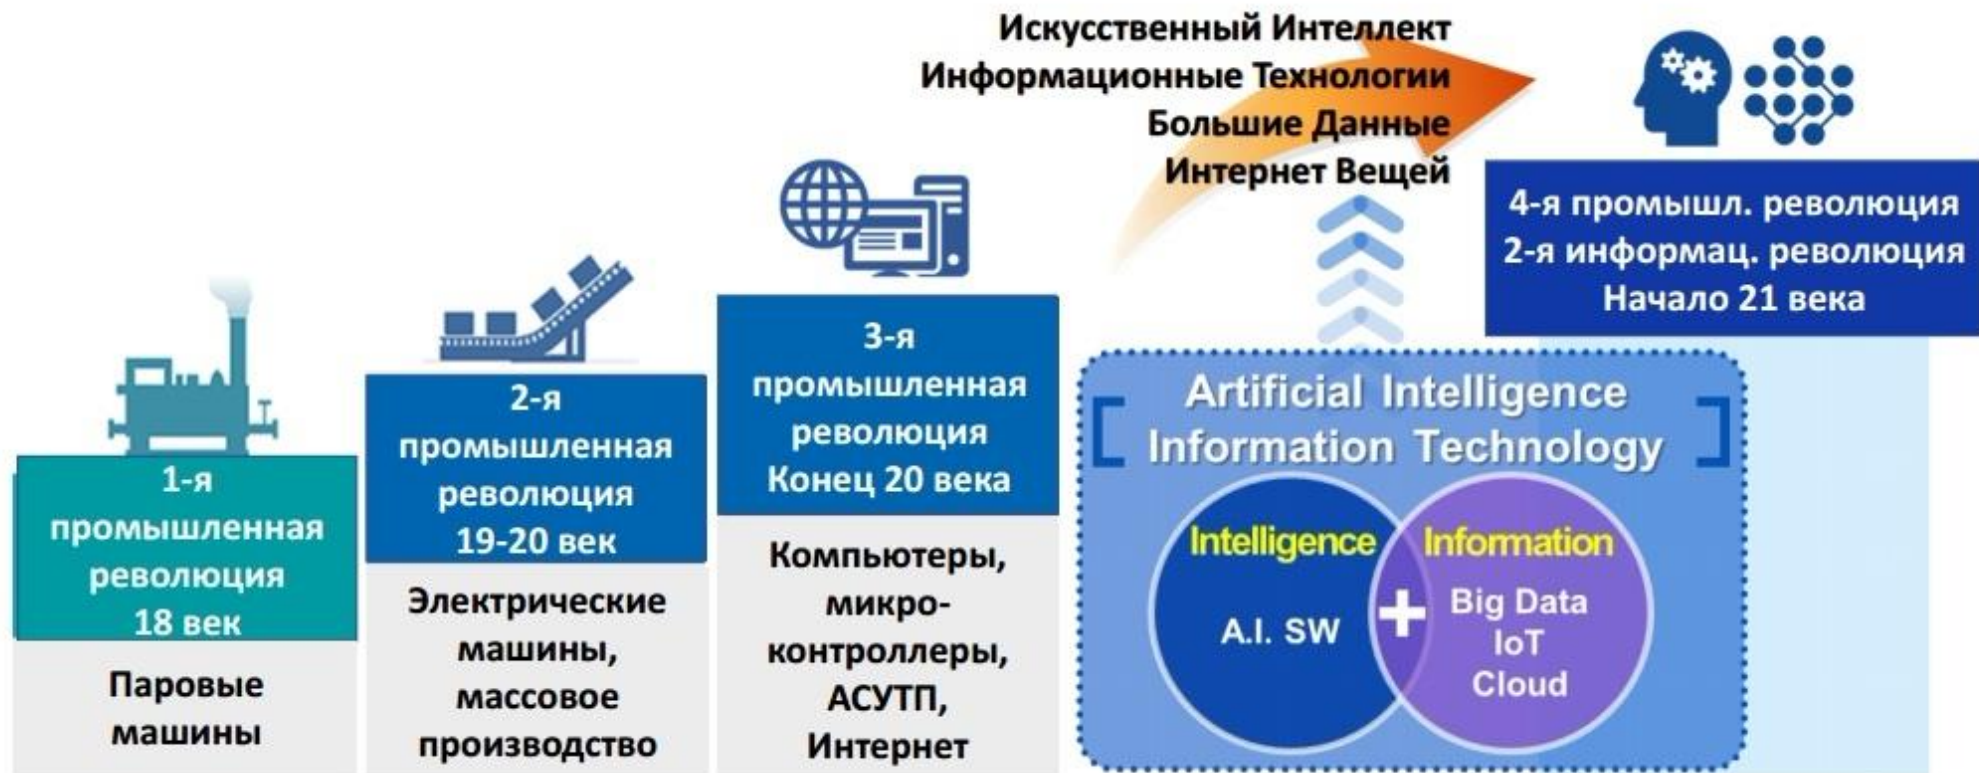 Искусственный Интеллект
Информационные Технологии
Большие Данные
Интернет Вещей
1-я
промышленная
революция
18 век
Паровые
машины
2-я
промышленная
революция
19-20 век
Электрические
машины,
массовое
производство
3-я
промышленная
революция
Конец 20 века
Компьютеры,
микро-
контроллеры,
АСУТП,
Интернет
4-я промышл. революция
2-я информац. революция
Начало 21 века
[ Artificial Intelligence
Information Technology ]
Intelligence
A.I. SW
+
Information
Big Data
IoT
Cloud